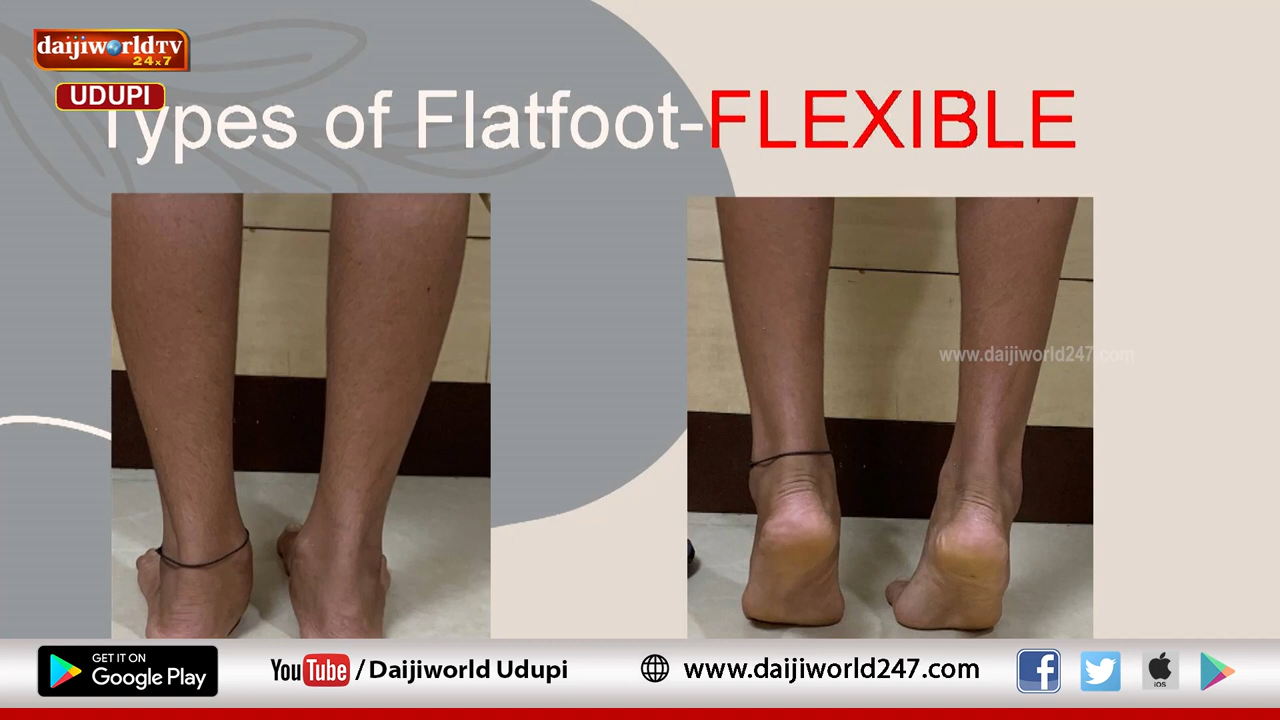 daijiworldTV
24x7
UDUPI
Types of Flatfoot-FLEXIBLE
www.daijiworld247.com
GET IT ON
Google Play
YouTube / Daijiworld Udupi
www.daijiworld247.com
iOS